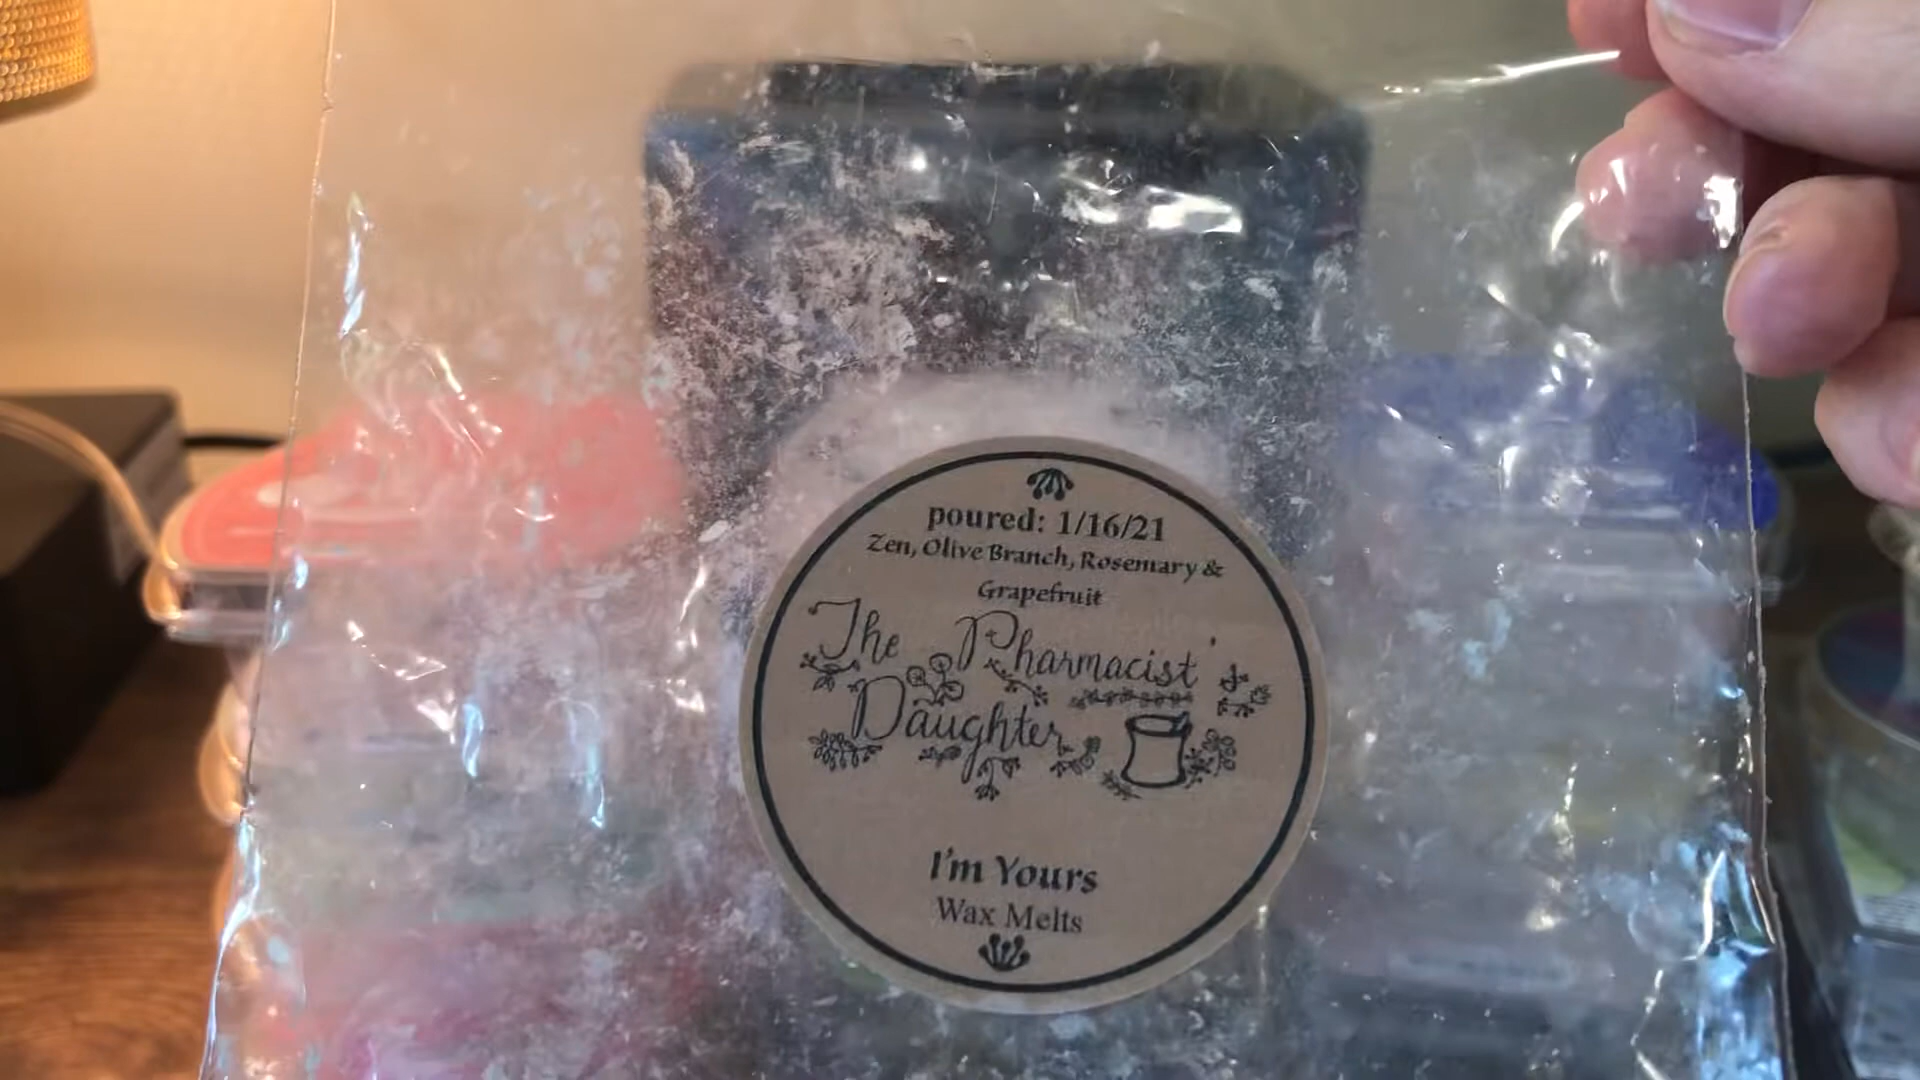 poured: 1/16/21
Zen, Olive Branch, Rosemary &
Grapefruit
The Pharmacist's
Daughter
I'm Yours
Wax Melts